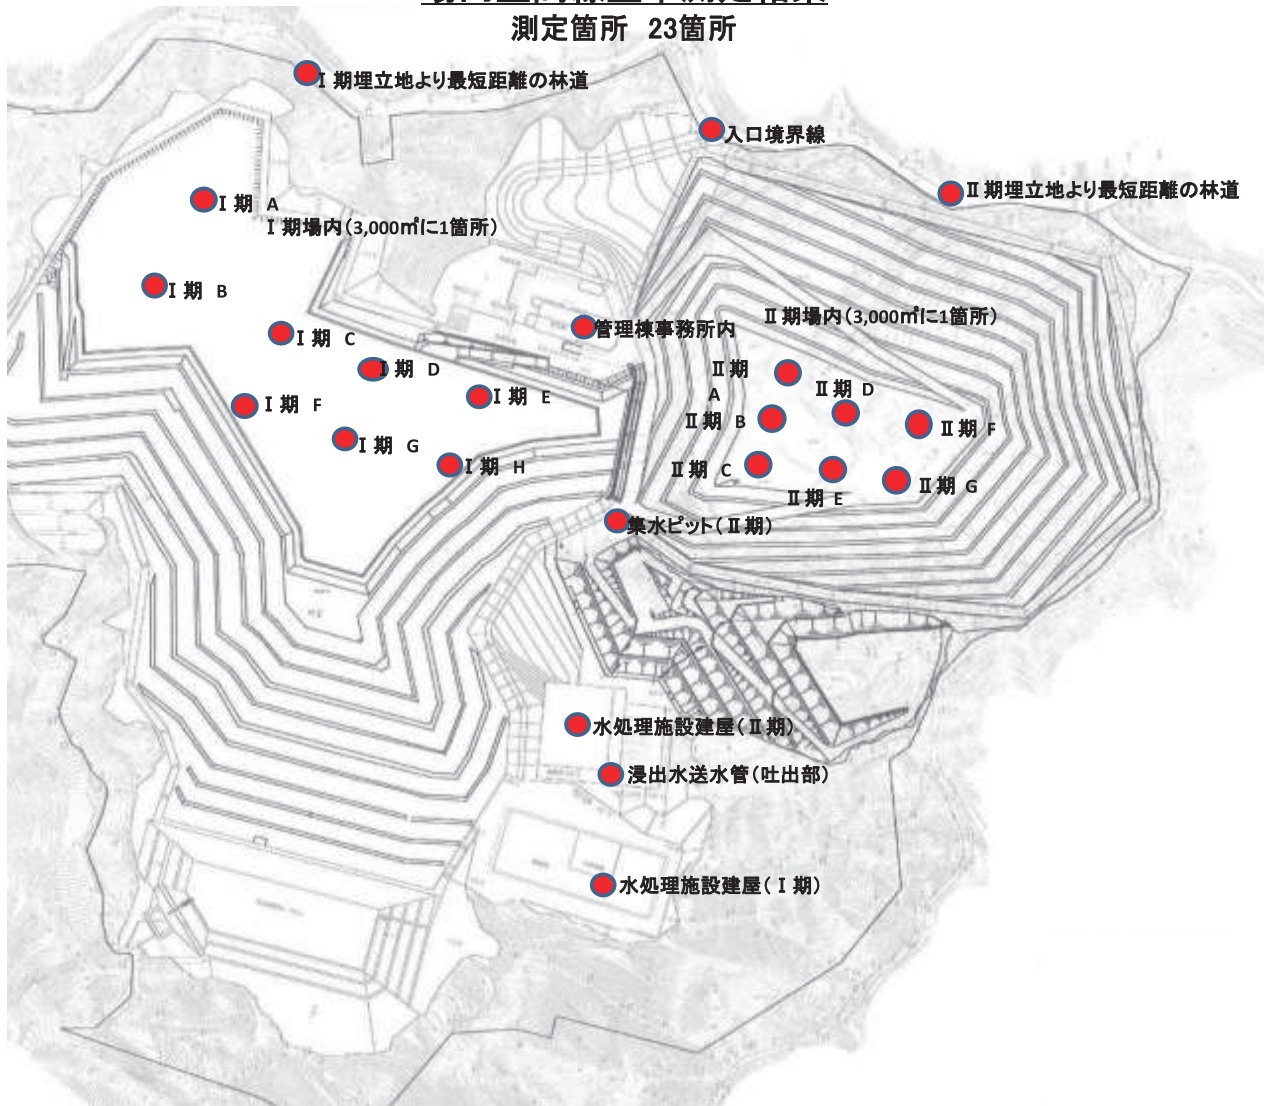 測定箇所 23箇所
Ⅰ期埋立地より最短距離の林道
入口境界線
Ⅱ期埋立地より最短距離の林道
Ⅰ期 A
Ⅰ期場内(3,000㎡に1箇所)
Ⅰ期 B
Ⅱ期場内(3,000㎡に1箇所)
管理棟事務所内
Ⅰ期 C
Ⅰ期 D
Ⅱ期
A
Ⅱ期 D
Ⅰ期 E
Ⅰ期 F
Ⅱ期 B
Ⅱ期 F
Ⅰ期 G
Ⅰ期 H
Ⅱ期 C
Ⅱ期 E
Ⅱ期 G
集水ピット(Ⅱ期)
水処理施設建屋(Ⅱ期)
浸出水送水管(吐出部)
水処理施設建屋(Ⅰ期)